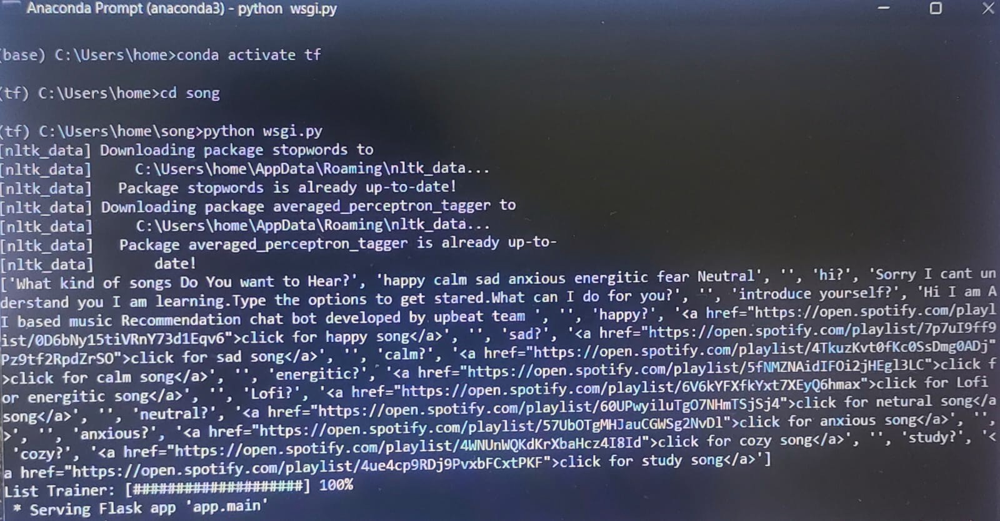 Anaconda Prompt (anaconda3) - python  wsgi.py
(base) C:\Users\home>conda activate tf
(tf) C:\Users\home>cd song
(tf) C:\Users\home\song>python wsgi.py
[nltk_data] Downloading package stopwords to
[nltk_data]     C:\Users\home\AppData\Roaming\nltk_data...
[nltk_data]   Package stopwords is already up-to-date!
[nltk_data] Downloading package averaged_perceptron_tagger to
[nltk_data]     C:\Users\home\AppData\Roaming\nltk_data...
[nltk_data]   Package averaged_perceptron_tagger is already up-to-
[nltk_data]       date!
['What kind of songs Do You want to Hear?', 'happy calm sad anxious energitic fear Neutral', '', 'hi?', 'Sorry I cant un
derstand you I am learning.Type the options to get stared.What can I do for you?', '', 'introduce yourself?', 'Hi I am A
I based music Recommendation chat bot developed by upbeat team ', '', 'happy?', '<a href="https://open.spotify.com/playl
ist/0D6bNy15tiVRnY73d1Eqv6">click for happy song</a>', '', 'sad?', '<a href="https://open.spotify.com/playlist/7p7uI9ff9
Pz9tf2RpdZrSO">click for sad song</a>', '', 'calm?', '<a href="https://open.spotify.com/playlist/4TkuzKvt0fKc0SsDmg0ADj"
>click for calm song</a>', '', 'energitic?', '<a href="https://open.spotify.com/playlist/5fNMZNAidIFOi2jHEgl3LC">click f
or energitic song</a>', '', 'Lofi?', '<a href="https://open.spotify.com/playlist/6V6kYFXfkYxt7XEyQ6hmax">click for Lofi
song</a>', '', 'neutral?', '<a href="https://open.spotify.com/playlist/60UPwyiluTgO7NHmTSjSj4">click for netural song</a
>', '', 'anxious?', '<a href="https://open.spotify.com/playlist/57UbOTgMHJauCGWSg2NvDl">click for anxious song</a>', '',
'cozy?', '<a href="https://open.spotify.com/playlist/4WNUnWQKdKrXbaHcz4I8Id">click for cozy song</a>', '', 'study?', '<
a href="https://open.spotify.com/playlist/4ue4cp9RDj9PvxbFCxtPKF">click for study song</a>']
List Trainer: [####################] 100%
* Serving Flask app 'app.main'